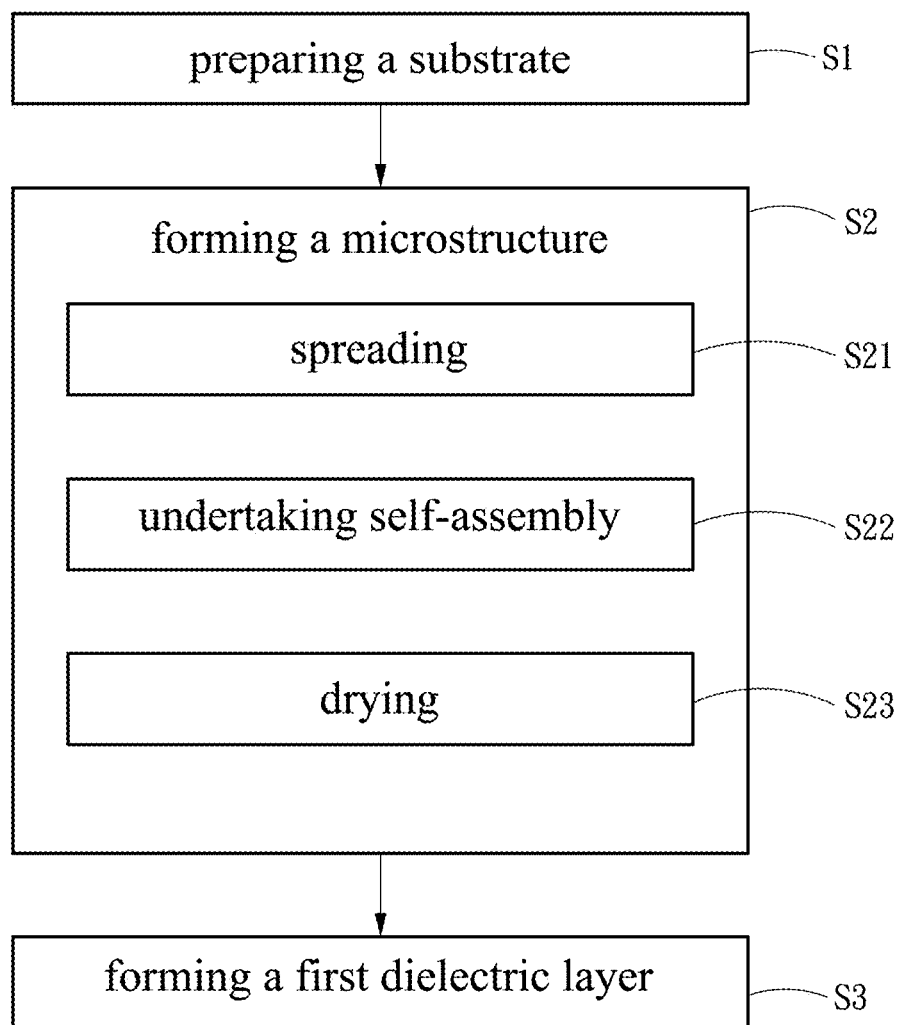 preparing a substrate S1
forming a microstructure S2
spreading S21
undertaking self-assembly S22
drying S23
forming a first dielectric layer S3